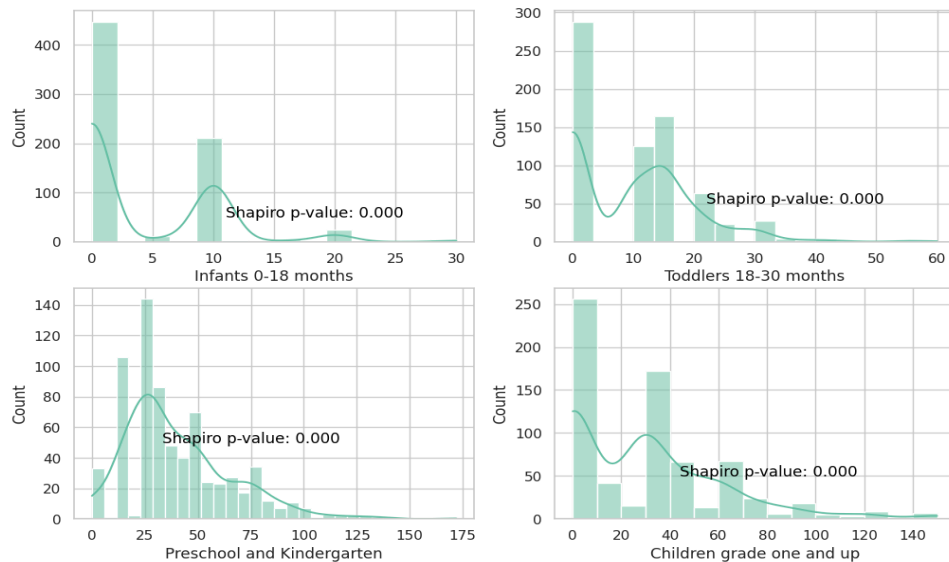 400
300
200
100
0
Count
Shapiro p-value: 0.000
0 5 10 15 20 25 30
Infants 0-18 months
300
250
200
150
100
50
0
Count
Shapiro p-value: 0.000
0 10 20 30 40 50 60
Toddlers 18-30 months
140
120
100
80
60
40
20
0
Count
Shapiro p-value: 0.000
0 25 50 75 100 125 150 175
Preschool and Kindergarten
250
200
150
100
50
0
Count
Shapiro p-value: 0.000
0 20 40 60 80 100 120 140
Children grade one and up